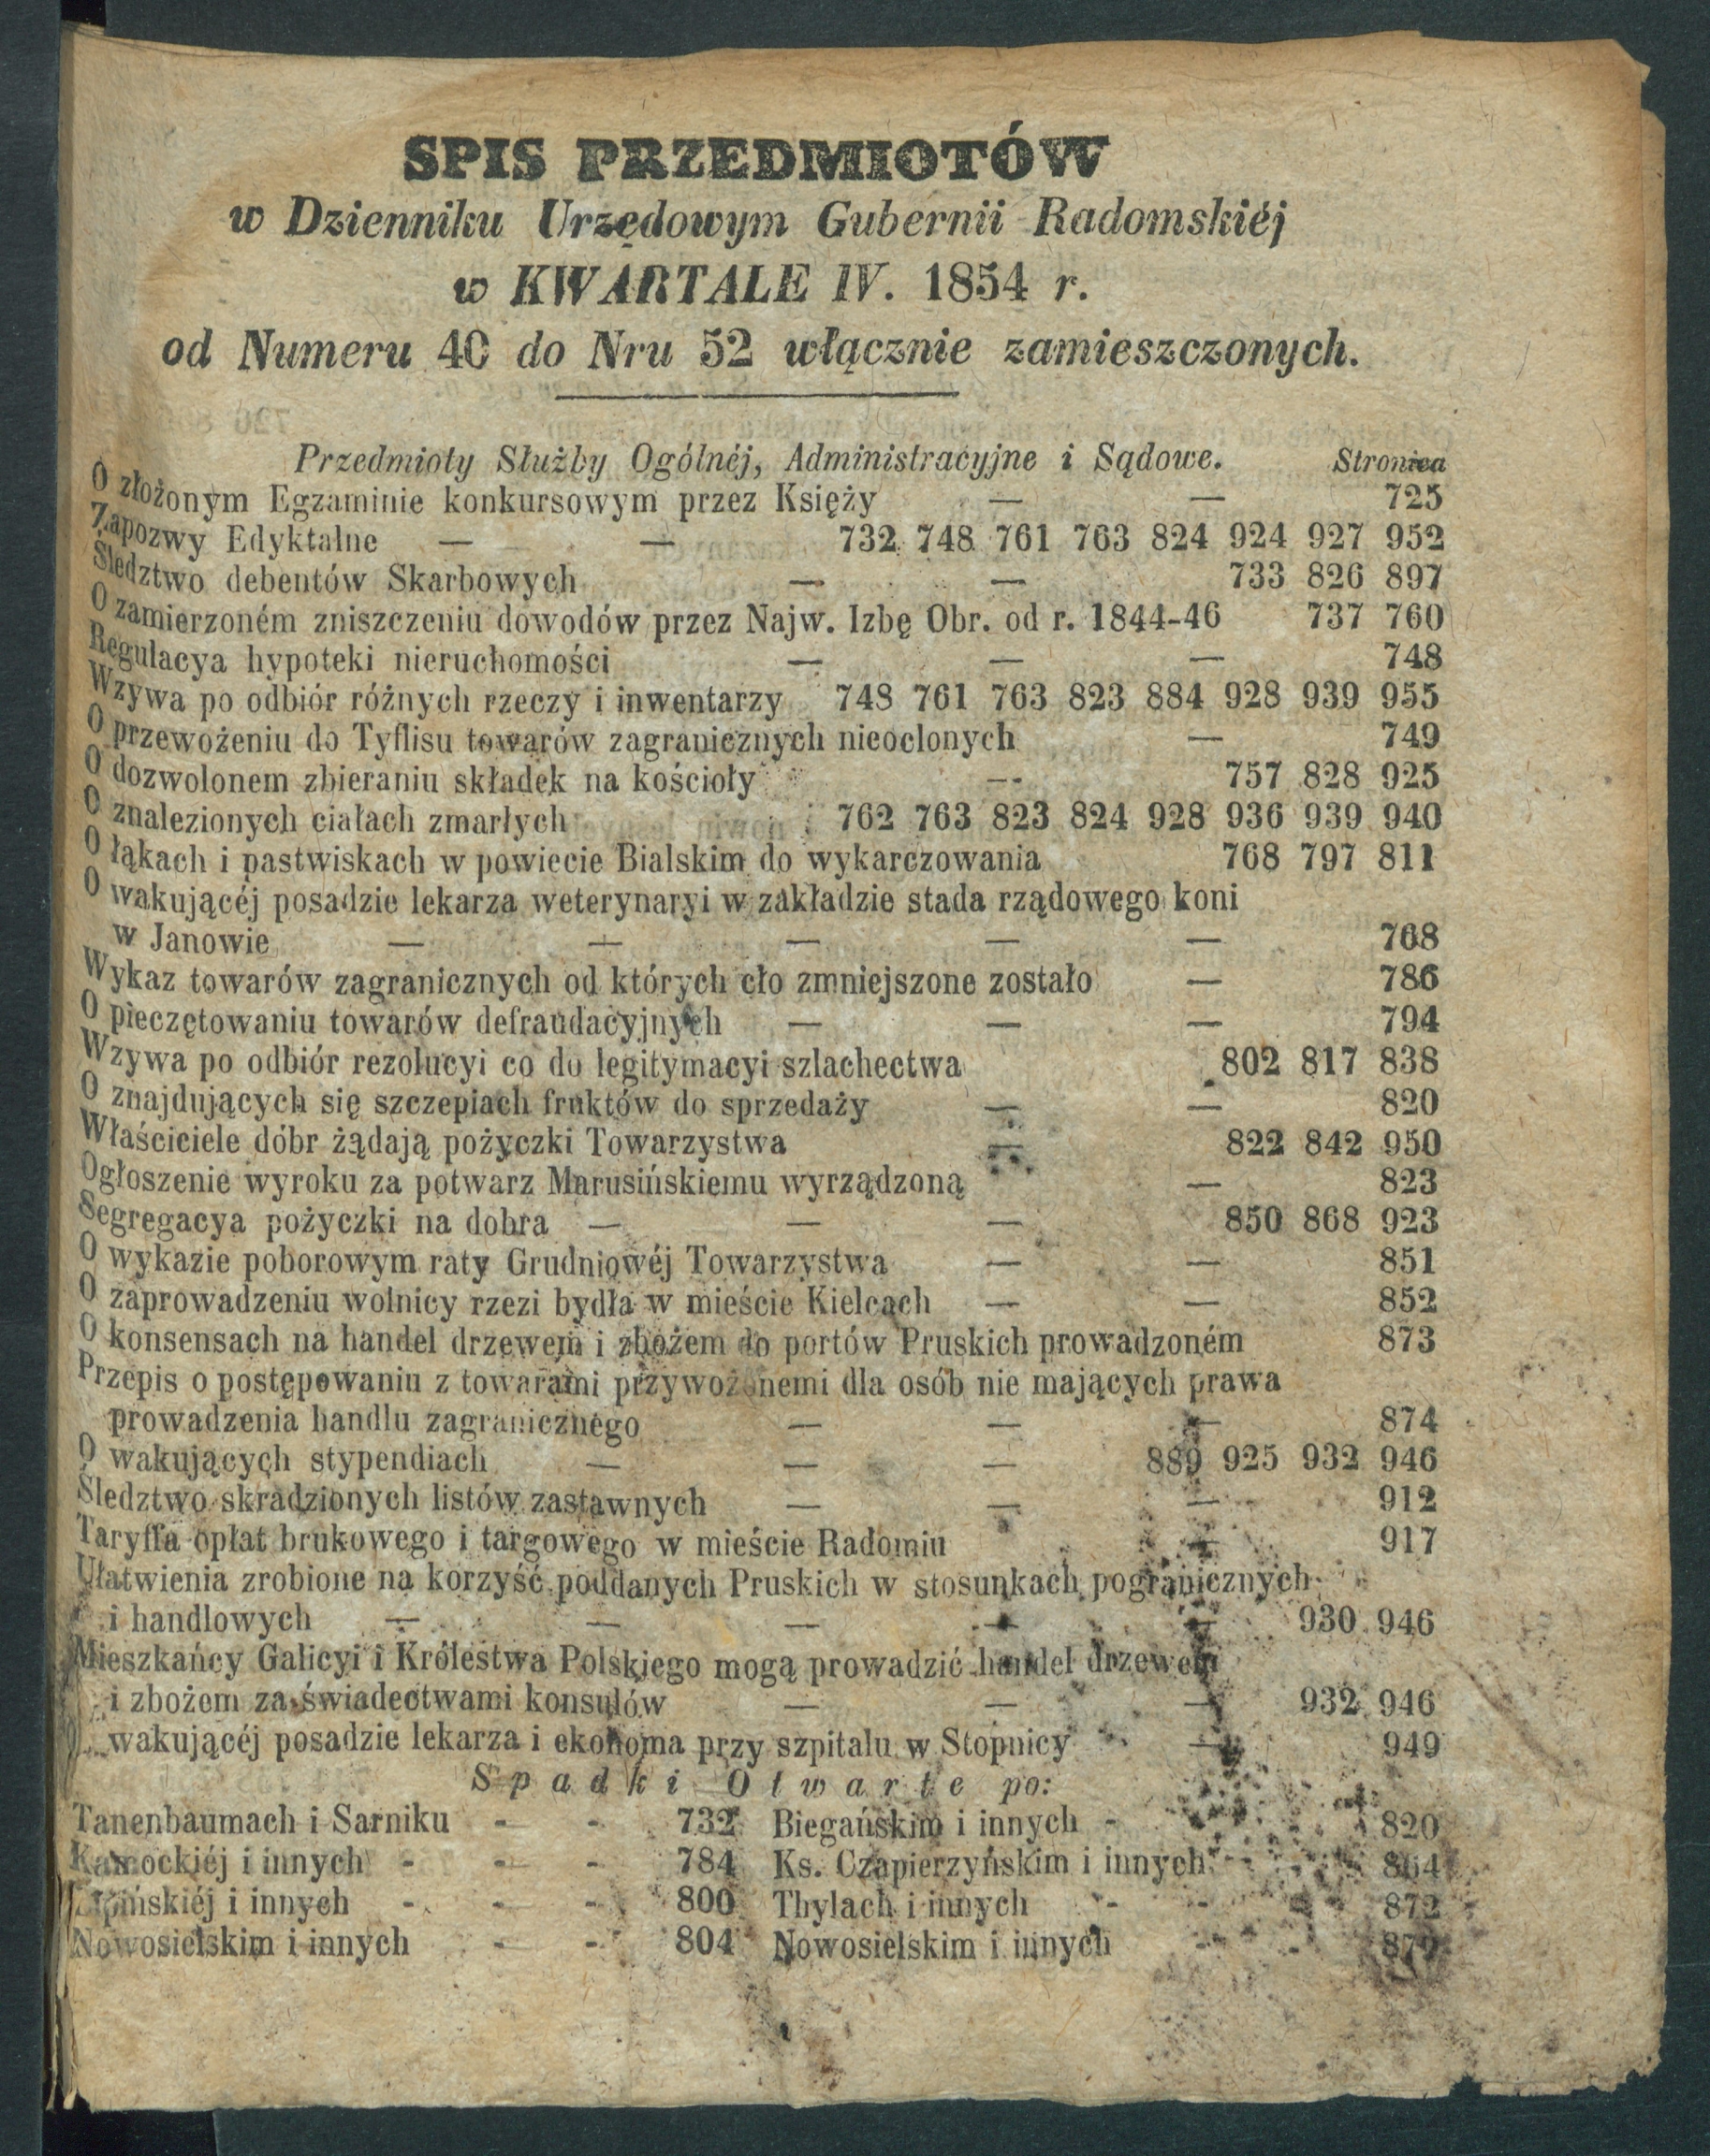 SPIS PRZEDMIOTÓW
w Dzienniku Urzędowym Gubernii Radomskiéj
w KWARTALE IV. 1854 r.
od Numeru 40 do Nru 52 włącznie zamieszczonych.
Przedmioty Służby Ogólnéj, Administracyjne i Sądowe. Stronica
O złożonym Egzaminie konkursowym przez Księży — — 725
Zapozwy Edyktalne — — 732 748 761 763 824 924 927 952
Śledztwo debentów Skarbowych — — 733 826 897
O zamierzoném zniszczeniu dowodów przez Najw. Izbę Obr. od r. 1844-46 737 760
Regulacya hypoteki nieruchomości — — — 748
Wzywa po odbiór różnych rzeczy i inwentarzy 748 761 763 823 884 928 939 955
O przewożeniu do Tyflisu towarów zagranicznych nieoclonych — 749
O dozwolonem zbieraniu składek na kościoły — 757 828 925
O znalezionych ciałach zmarłych 762 763 823 824 928 936 939 940
O łąkach i pastwiskach w powiecie Bialskim do wykarczowania 768 797 811
O wakującéj posadzie lekarza weterynaryi w zakładzie stada rządowego koni
w Janowie — — — — — 768
Wykaz towarów zagranicznych od których cło zmniejszone zostało — 786
O pieczętowaniu towarów defraudacyjnych — — — 794
Wzywa po odbiór rezolucyi co do legitymacyi szlachectwa 802 817 838
O znajdujących się szczepiach fruktów do sprzedaży — — 820
Właściciele dóbr żądają pożyczki Towarzystwa — 822 842 950
Ogłoszenie wyroku za potwarz Marusińskiemu wyrządzoną — 823
Segregacya pożyczki na dobra — — — 850 868 923
O wykazie poborowym raty Grudniowéj Towarzystwa — — 851
O zaprowadzeniu wolnicy rzezi bydła w mieście Kielcach — — 852
O konsensach na handel drzewem i zbożem do portów Pruskich prowadzoném 873
Przepis o postępowaniu z towarami przywożonemi dla osób nie mających prawa
prowadzenia handlu zagranicznego — — — 874
O wakujących stypendiach — — — 889 925 932 946
Śledztwo skradzionych listów zastawnych — — — 912
Taryffa opłat brukowego i targowego w mieście Radomiu — 917
Ułatwienia zrobione na korzyść poddanych Pruskich w stosunkach pogranicznych
i handlowych — — — — — 930 946
Mieszkańcy Galicyi i Królestwa Polskiego mogą prowadzić handel drzewem
i zbożem za świadectwami konsulów — — — 932 946
wakującéj posadzie lekarza i ekonoma przy szpitalu w Stopnicy — 949
Spadki Otwarte po:
Tanenbaumach i Sarniku - - 732 Biegańskim i innych - 820
Kamockiéj i innych - - - 784 Ks. Czapierzyńskim i innych - 864
Lipińskiéj i innych - - - 800 Thylach i innych - - 872
Nowosielskim i innych - - 804 Nowosielskim i innych - -